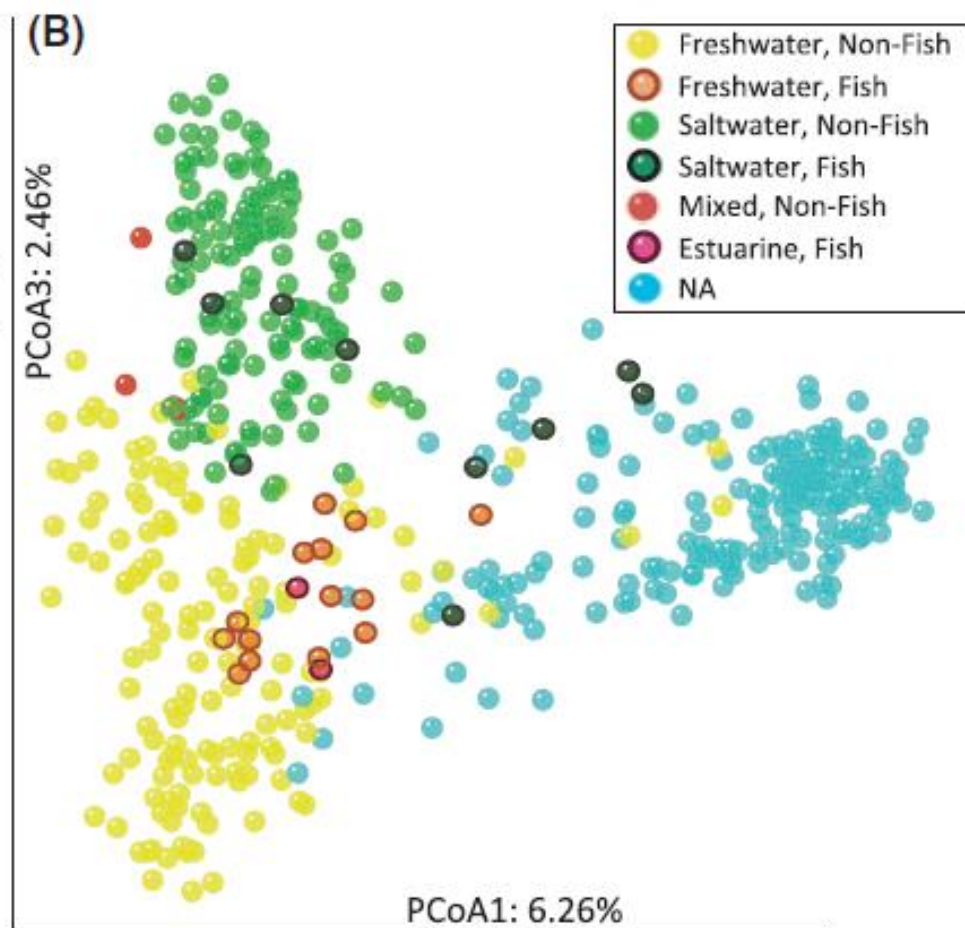 (B)
Freshwater, Non-Fish
Freshwater, Fish
Saltwater, Non-Fish
Saltwater, Fish
Mixed, Non-Fish
Estuarine, Fish
NA
PCoA3: 2.46%
PCoA1: 6.26%